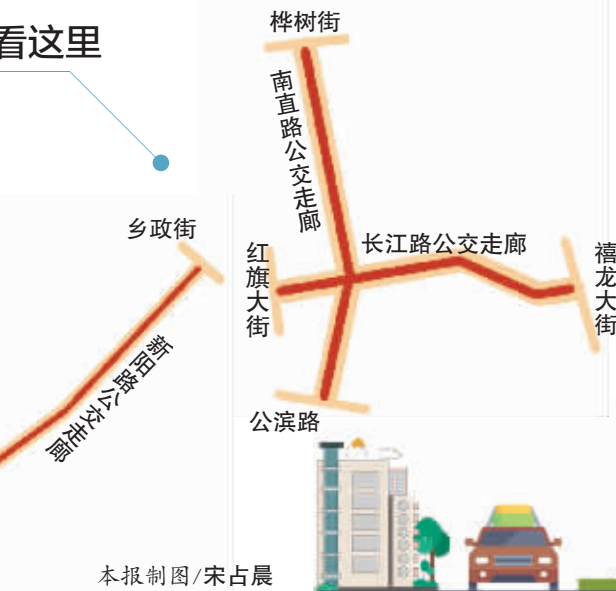 看这里
桦树街
南直路公交走廊
乡政街
红旗大街
长江路公交走廊
禧龙大街
新阳路公交走廊
公滨路
本报制图/宋占晨